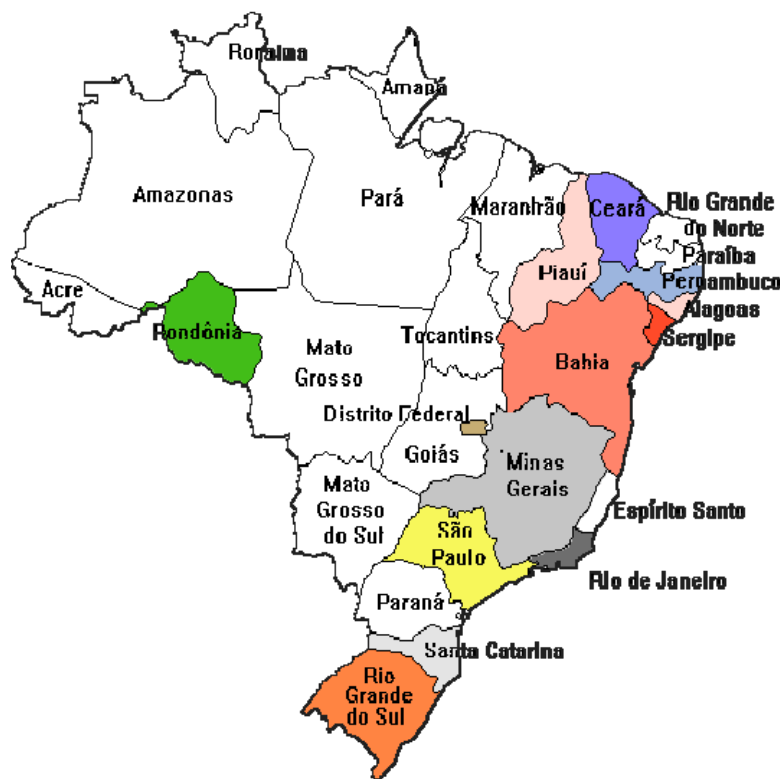 Roraima
Amapá
Amazonas
Pará
Maranhão
Ceará
Rio Grande
do Norte
Paraíba
Piauí
Pernambuco
Acre
Alagoas
Rondônia
Tocantins
Sergipe
Mato
Grosso
Bahia
Distrito Federal
Goiás
Minas
Gerais
Mato
Grosso
do Sul
Espírito Santo
São
Paulo
Rio de Janeiro
Paraná
Santa Catarina
Rio
Grande
do Sul